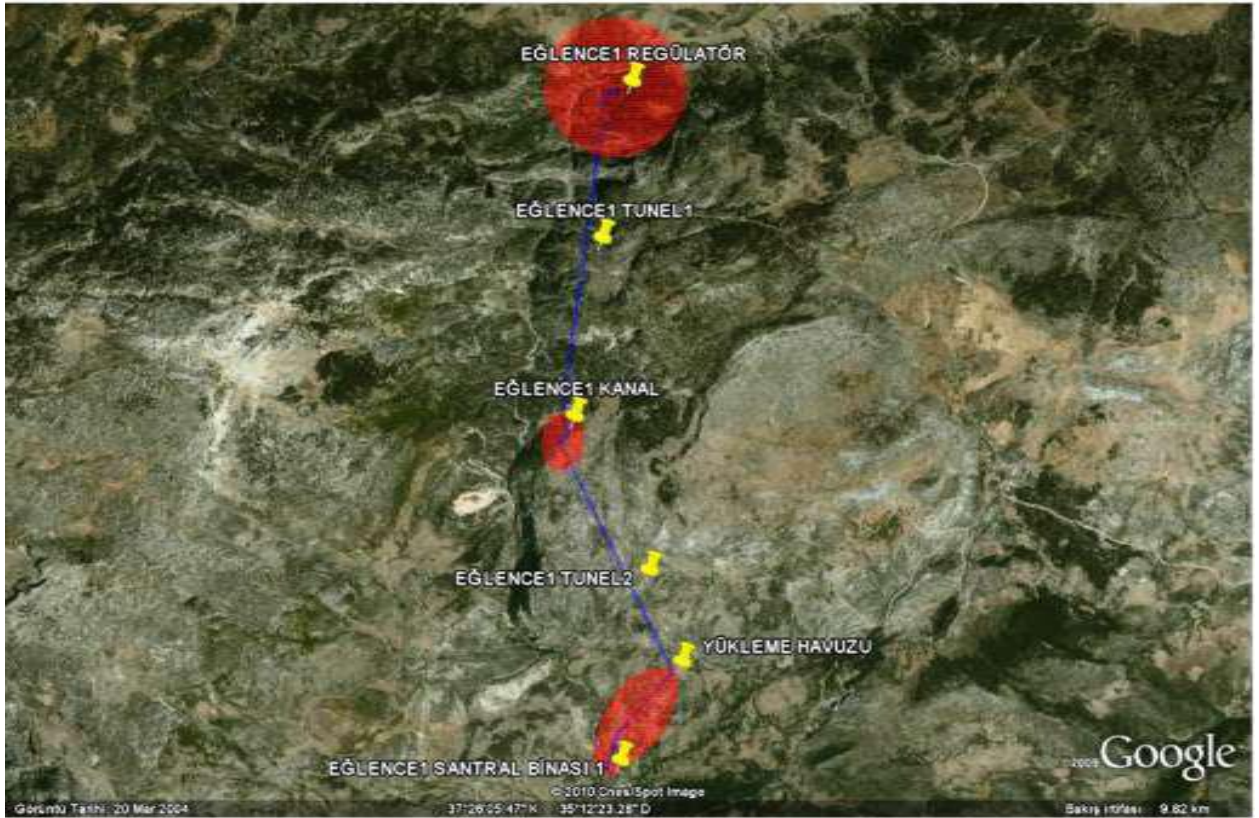 EĞLENCE1 REGÜLATÖR
EĞLENCE1 TUNEL1
EĞLENCE1 KANAL
EĞLENCE1 TUNEL2
YÜKLEME HAVUZU
EĞLENCE1 SANTRAL BİNASI 1
© 2010 Cnes/Spot Image
©2009 Google
Görüntü Tarihi: 20 Mar 2004 37°26'05.47" K 35°12'23.28" D Bakış irtifası 9.82 km